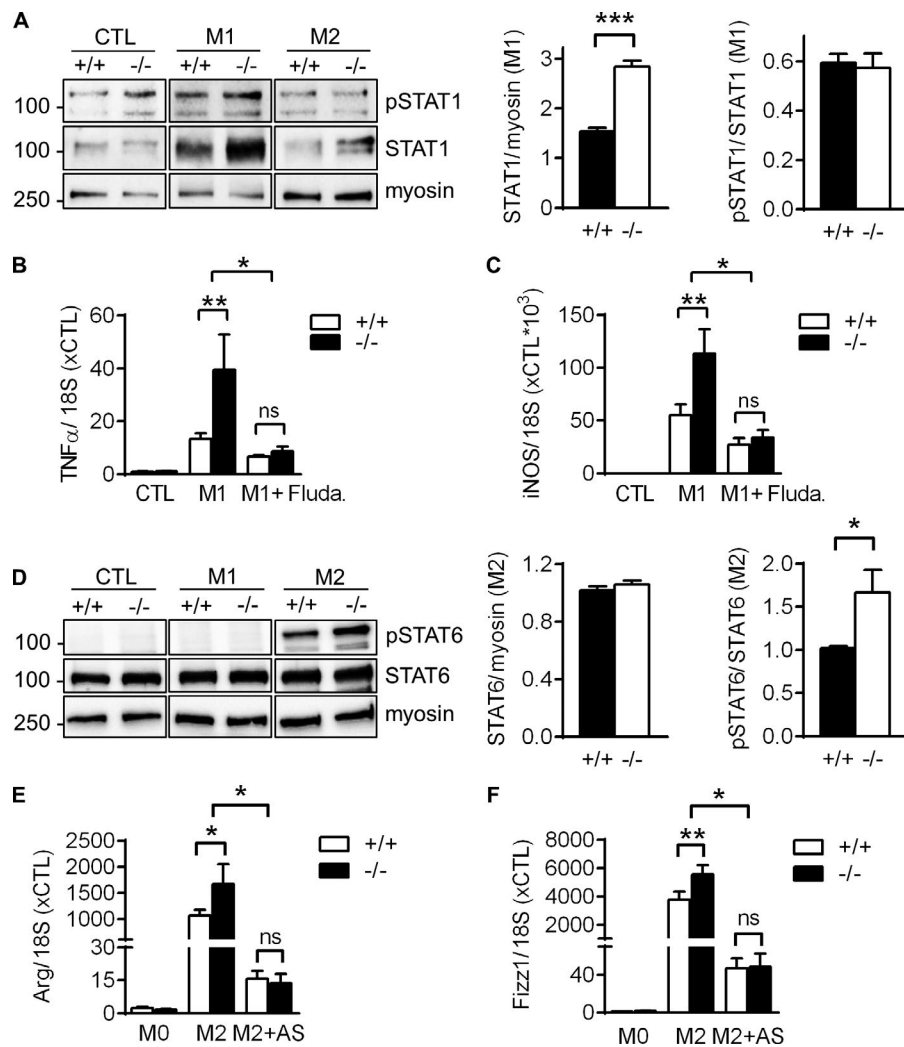 A
CTL M1 M2
+/+ -/- +/+ -/- +/+ -/-
100 pSTAT1
100 STAT1
250 myosin
STAT1/myosin (M1)
3
2
1
0
***
+/+ -/-
pSTAT1/STAT1 (M1)
0.6
0.4
0.2
0.0
+/+ -/-
B
TNFα/18S (xCTL)
60
40
20
0
*
**
ns
+/+
-/-
CTL M1 M1+ Fluda.
C
iNOS/18S (xCTL*10³)
150
100
50
0
*
**
ns
+/+
-/-
CTL M1 M1+ Fluda.
D
CTL M1 M2
+/+ -/- +/+ -/- +/+ -/-
100 pSTAT6
100 STAT6
250 myosin
STAT6/myosin (M2)
1.2
0.8
0.4
0.0
+/+ -/-
pSTAT6/STAT6 (M2)
2.0
1.5
1.0
0.5
0.0
*
+/+ -/-
E
Arg/18S (xCTL)
2500
2000
1500
1000
30
15
0
*
*
ns
+/+
-/-
M0 M2 M2+AS
F
Fizz1/18S (xCTL)
8000
6000
4000
2000
40
0
*
**
ns
+/+
-/-
M0 M2 M2+AS